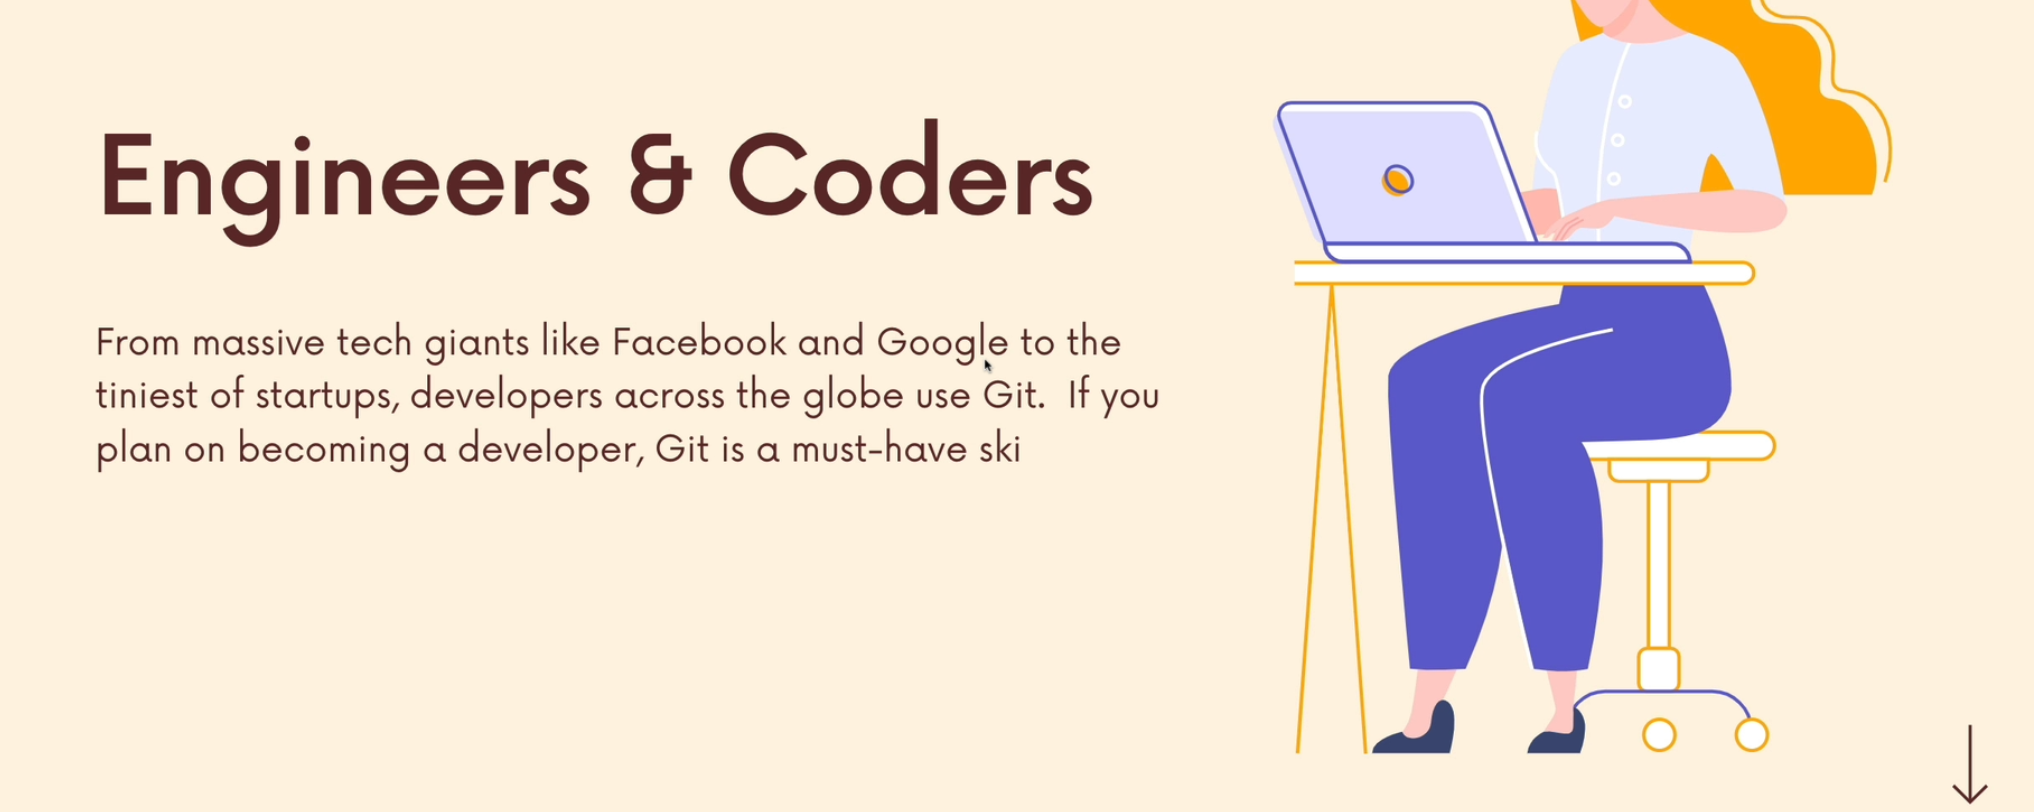 Engineers & Coders
From massive tech giants like Facebook and Google to the
tiniest of startups, developers across the globe use Git.  If you
plan on becoming a developer, Git is a must-have ski